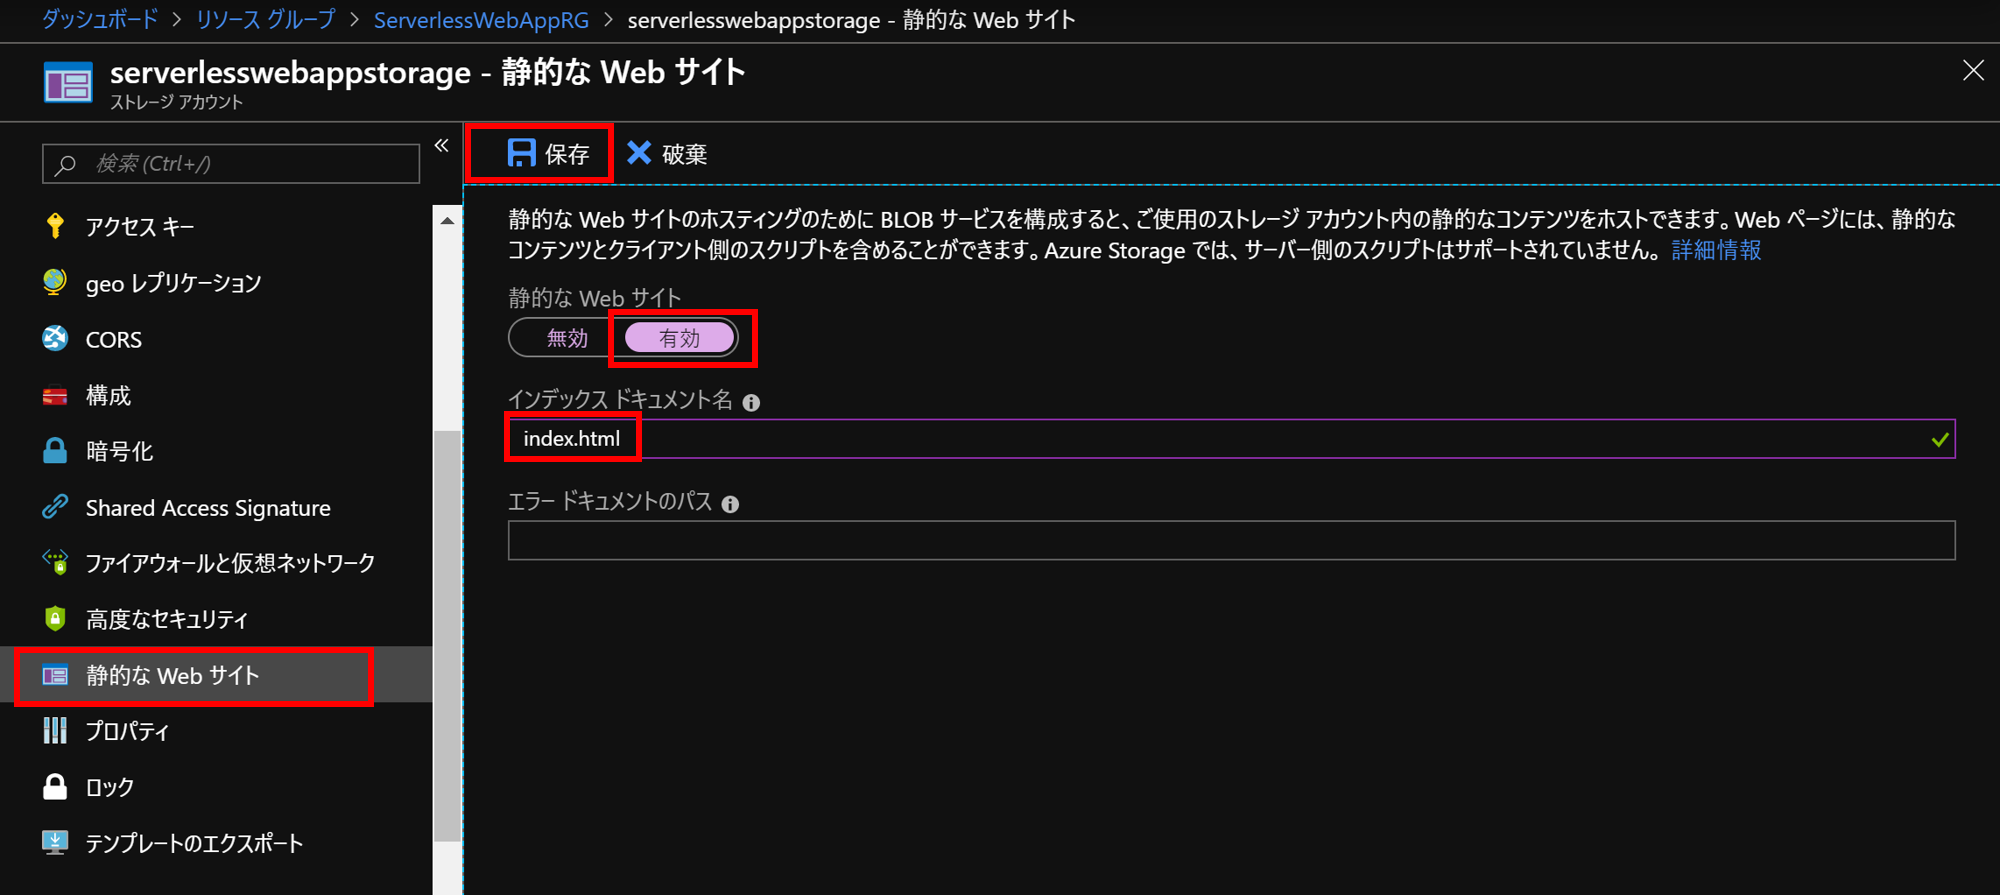 ダッシュボード > リソース グループ > ServerlessWebAppRG > serverlesswebappstorage - 静的な Web サイト
serverlesswebappstorage - 静的な Web サイト
ストレージ アカウント
検索 (Ctrl+/)
アクセス キー
geo レプリケーション
CORS
構成
暗号化
Shared Access Signature
ファイアウォールと仮想ネットワーク
高度なセキュリティ
静的な Web サイト
プロパティ
ロック
テンプレートのエクスポート
保存 破棄
静的な Web サイトのホスティングのために BLOB サービスを構成すると、ご使用のストレージ アカウント内の静的なコンテンツをホストできます。Web ページには、静的な
コンテンツとクライアント側のスクリプトを含めることができます。Azure Storage では、サーバー側のスクリプトはサポートされていません。 詳細情報
静的な Web サイト
無効 有効
インデックス ドキュメント名
index.html
エラー ドキュメントのパス